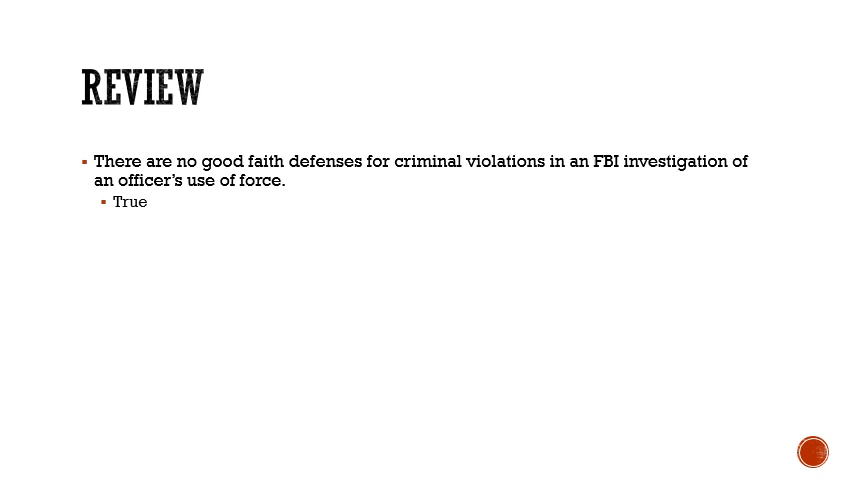 REVIEW
There are no good faith defenses for criminal violations in an FBI investigation of
an officer's use of force.
True